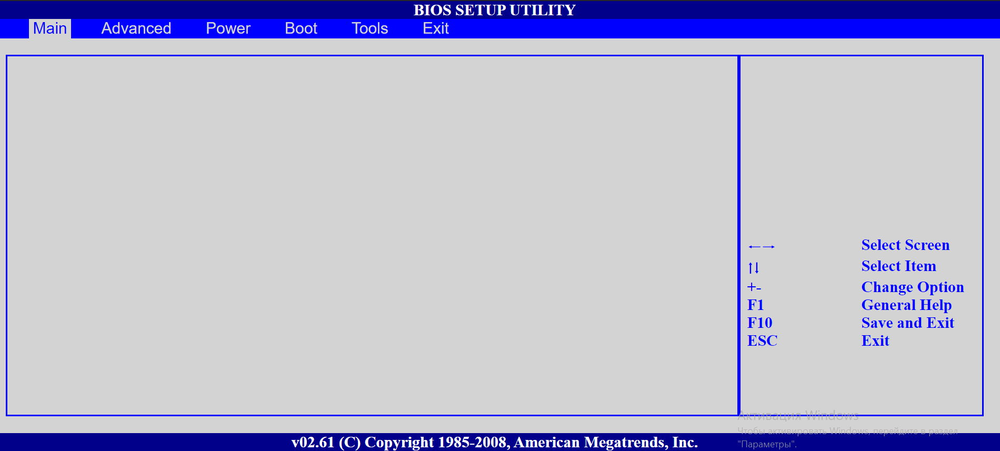 BIOS SETUP UTILITY
Main Advanced Power Boot Tools Exit
←→ Select Screen
↑↓ Select Item
+- Change Option
F1 General Help
F10 Save and Exit
ESC Exit
Активация Windows
Чтобы активировать Windows, перейдите в раздел
"Параметры".
v02.61 (C) Copyright 1985-2008, American Megatrends, Inc.